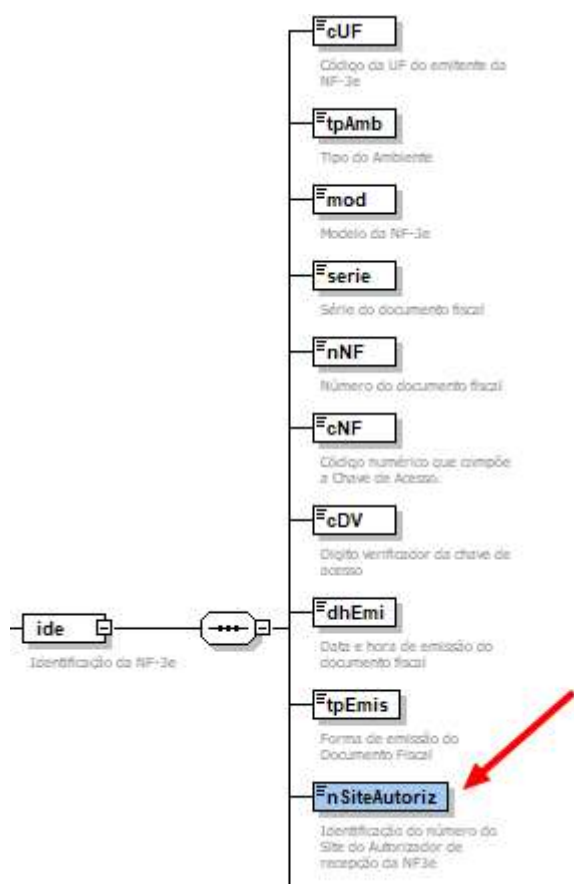 cUF
Código da UF do emitente da
NF-3e
tpAmb
Tipo do Ambiente
mod
Modelo da NF-3e
serie
Série do documento fiscal
nNF
Número do documento fiscal
cNF
Código numérico que compõe
a Chave de Acesso.
cDV
Digito verificador da chave de
acesso
ide
Identificação da NF-3e
dhEmi
Data e hora de emissão do
documento fiscal
tpEmis
Forma de emissão do
Documento Fiscal
nSiteAutoriz
Identificação do número do
Site do Autorizador de
recepção da NF3e